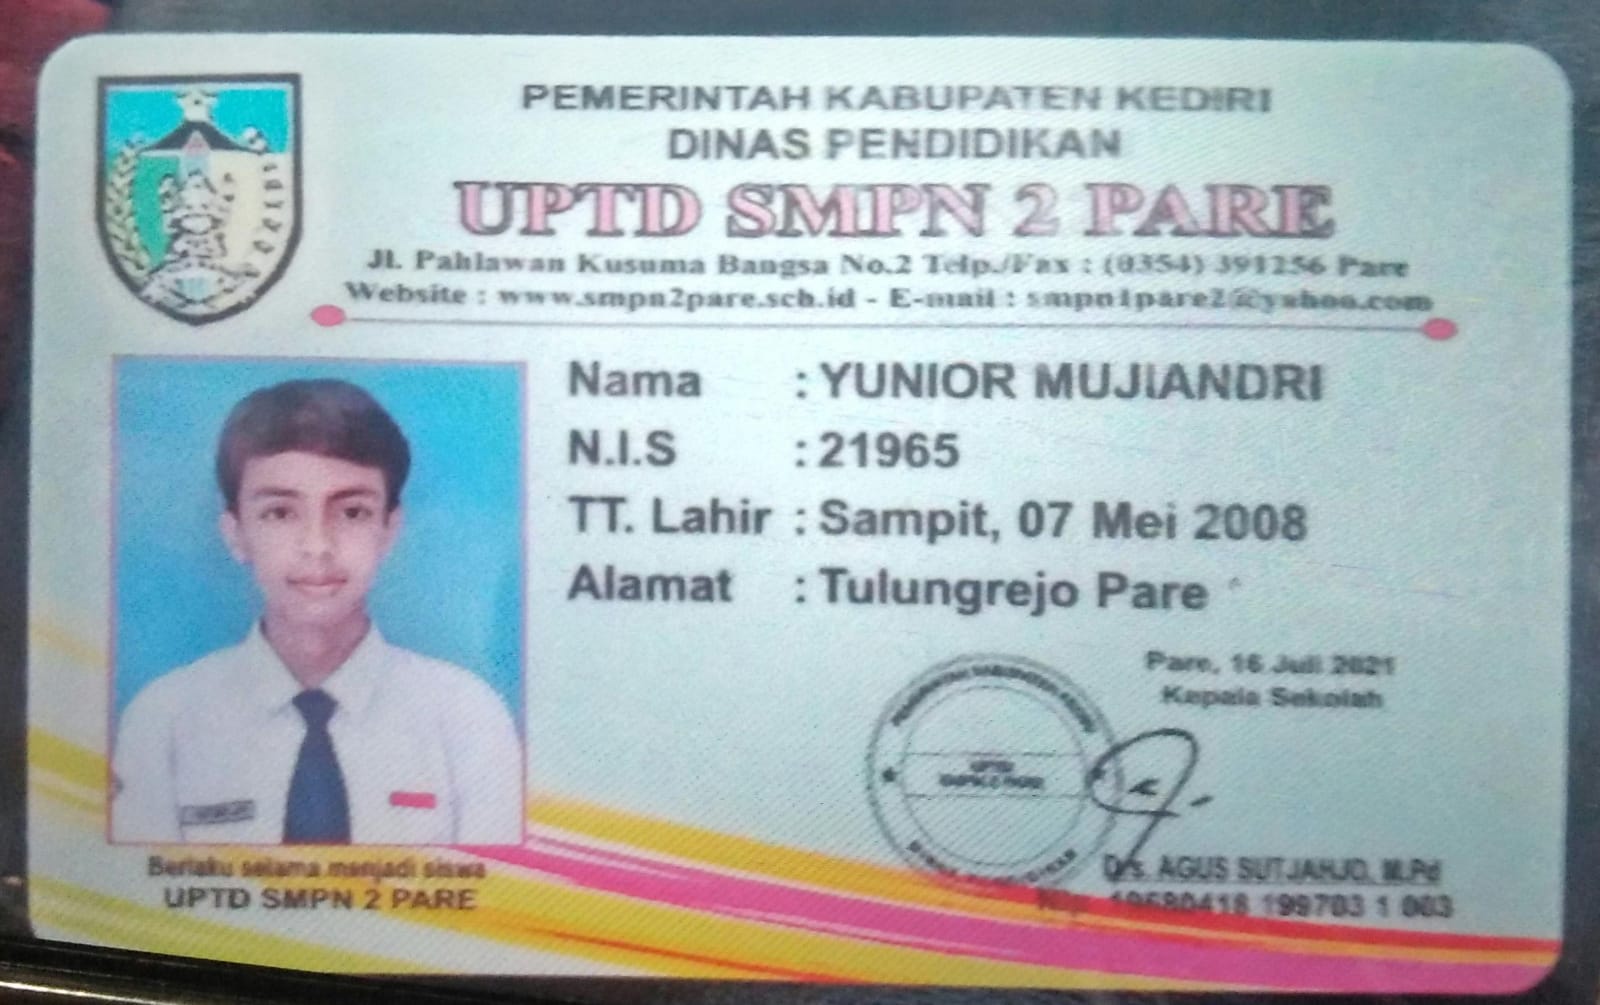 PEMERINTAH KABUPATEN KEDIRI
DINAS PENDIDIKAN
UPTD SMPN 2 PARE
Jl. Pahlawan Kusuma Bangsa No.2 Telp./Fax : (0354) 391256 Pare
Website : www.smpn2pare.sch.id - E-mail : smpn1pare2@yahoo.com
Nama : YUNIOR MUJIANDRI
N.I.S : 21965
TT. Lahir : Sampit, 07 Mei 2008
Alamat : Tulungrejo Pare
Pare, 16 Juli 2021
Kepala Sekolah
Drs. AGUS SUTJAHJO, M.Pd
Nip. 19680416 199703 1 003
Berlaku selama menjadi siswa
UPTD SMPN 2 PARE
KEDIRI
UPTD
SMPN 2 PARE